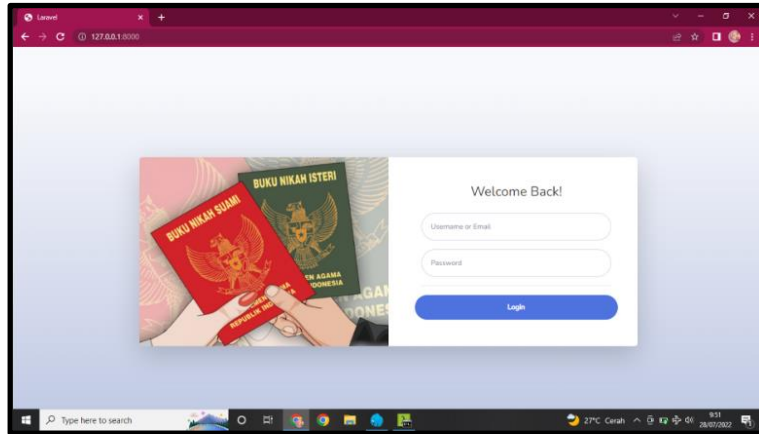 Laravel
127.0.0.1:8000
BUKU NIKAH SUAMI
BUKU NIKAH ISTERI
EN AGAMA
DONESIA
REPUBLIK IND
Welcome Back!
Username or Email
Password
Login
Type here to search
27°C Cerah
9:51
28/07/2022